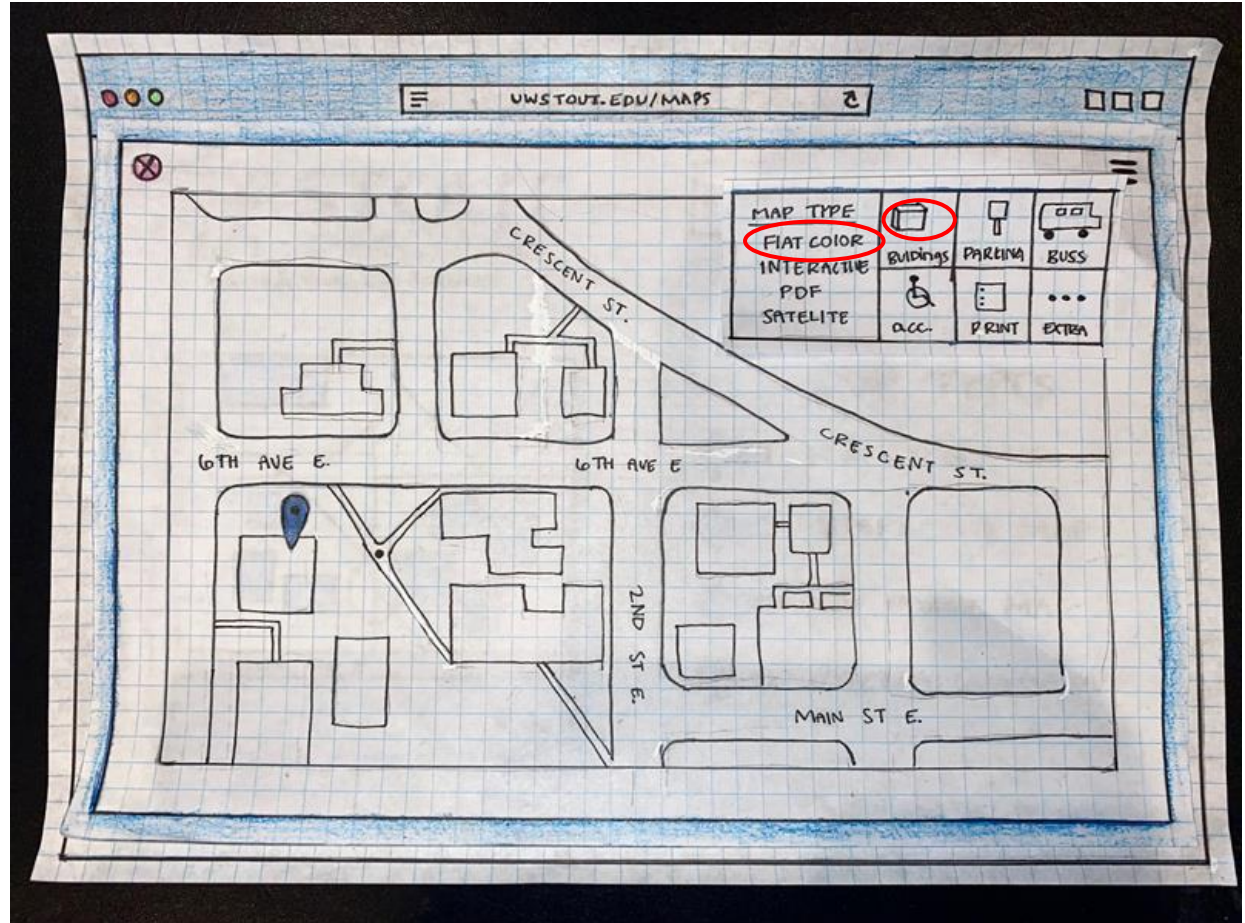 UWSTOUT.EDU/MAPS
MAP TYPE
FLAT COLOR
INTERACTIVE
PDF
SATELITE
BUIDINGS
PARKING
BUSS
acc.
PRINT
EXTRA
CRESCENT ST.
CRESCENT ST.
6TH AVE E.
6TH AVE E
2ND ST E.
MAIN ST E.